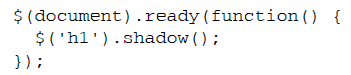 $(document).ready(function() {
  $('h1').shadow();
});